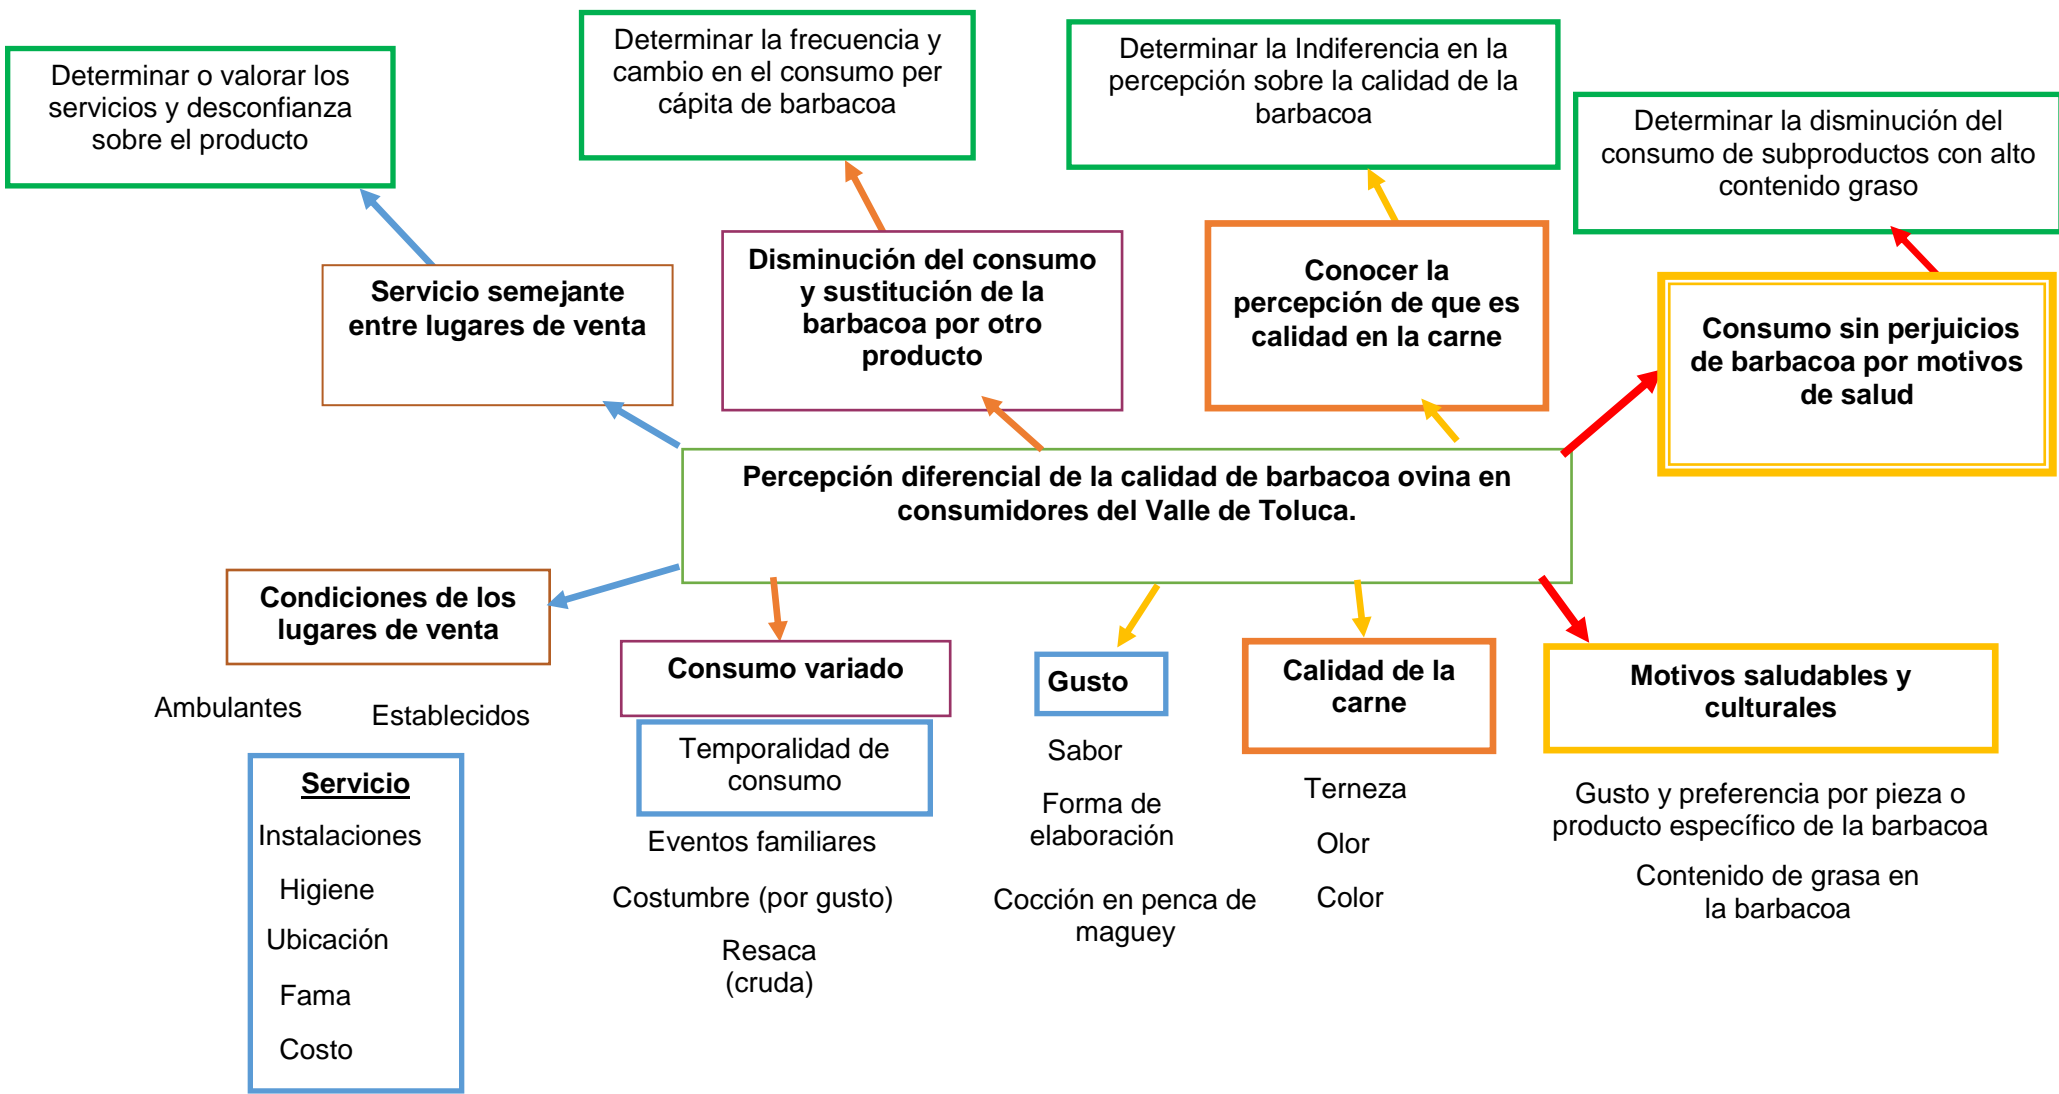 Determinar o valorar los
servicios y desconfianza
sobre el producto
Determinar la frecuencia y
cambio en el consumo per
cápita de barbacoa
Determinar la Indiferencia en la
percepción sobre la calidad de la
barbacoa
Determinar la disminución del
consumo de subproductos con alto
contenido graso
Servicio semejante
entre lugares de venta
Disminución del consumo
y sustitución de la
barbacoa por otro
producto
Conocer la
percepción de que es
calidad en la carne
Consumo sin perjuicios
de barbacoa por motivos
de salud
Percepción diferencial de la calidad de barbacoa ovina en
consumidores del Valle de Toluca.
Condiciones de los
lugares de venta
Ambulantes
Establecidos
Servicio
Instalaciones
Higiene
Ubicación
Fama
Costo
Consumo variado
Temporalidad de
consumo
Eventos familiares
Costumbre (por gusto)
Resaca
(cruda)
Gusto
Sabor
Forma de
elaboración
Cocción en penca de
maguey
Calidad de la
carne
Terneza
Olor
Color
Motivos saludables y
culturales
Gusto y preferencia por pieza o
producto específico de la barbacoa
Contenido de grasa en
la barbacoa